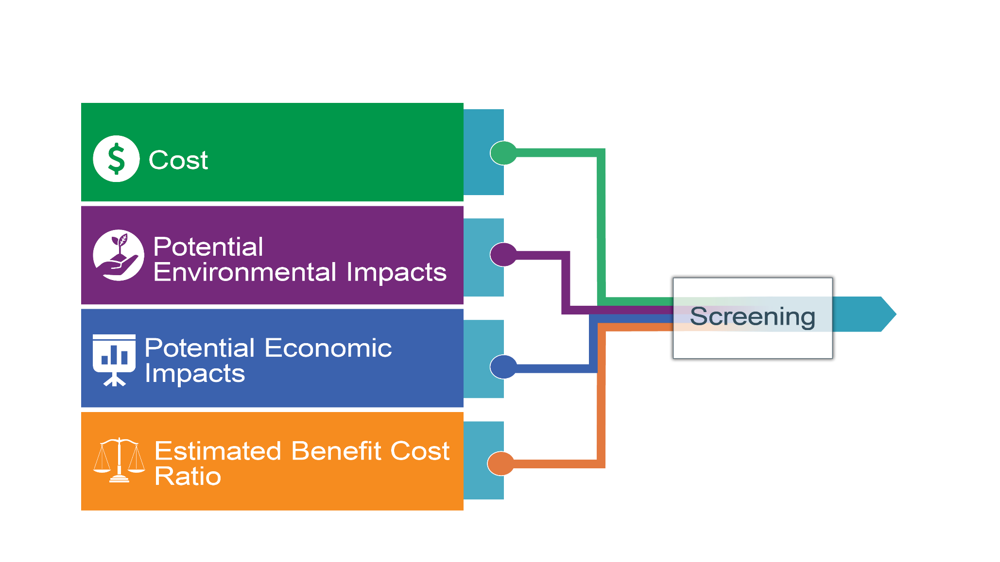 $
Cost
Potential
Environmental Impacts
Potential Economic
Impacts
Estimated Benefit Cost
Ratio
Screening